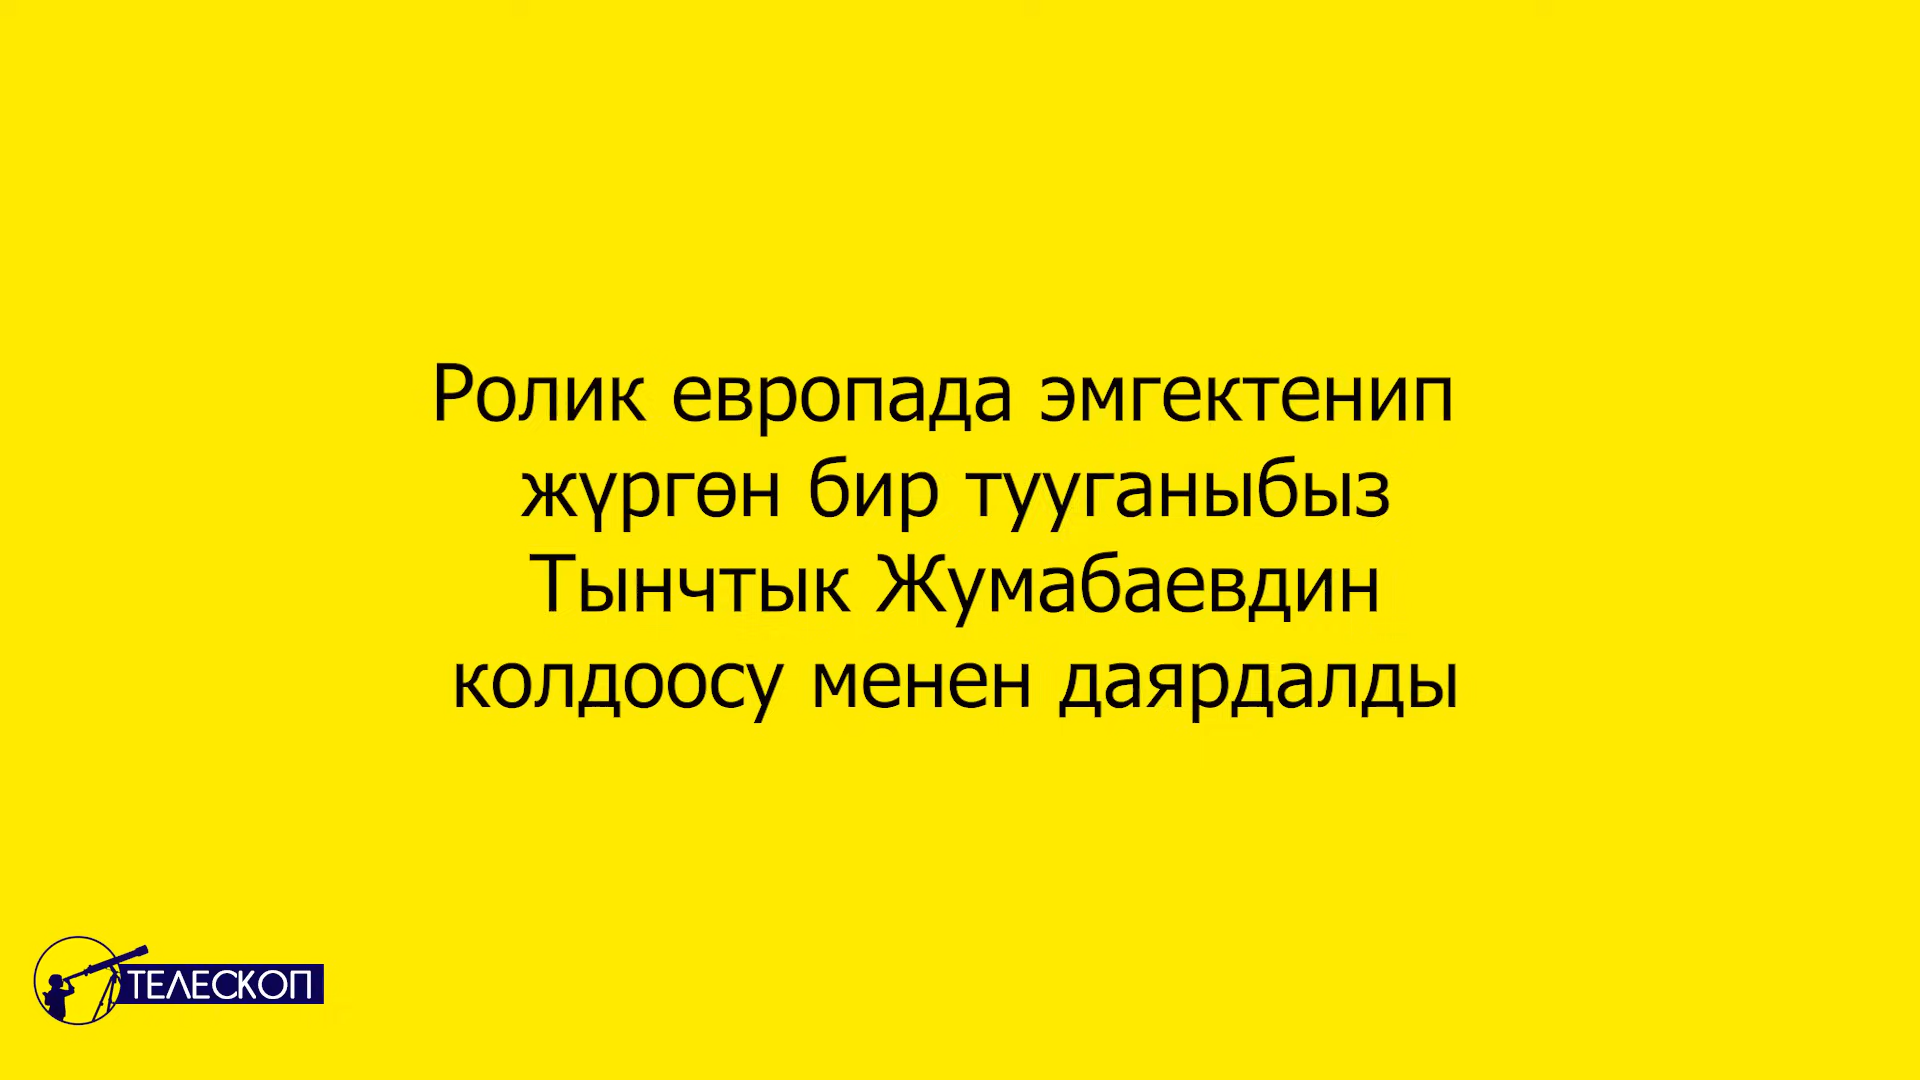 Ролик европада эмгектенип
жүргөн бир тууганыбыз
Тынчтык Жумабаевдин
колдоосу менен даярдалды
ТЕЛЕСКОП